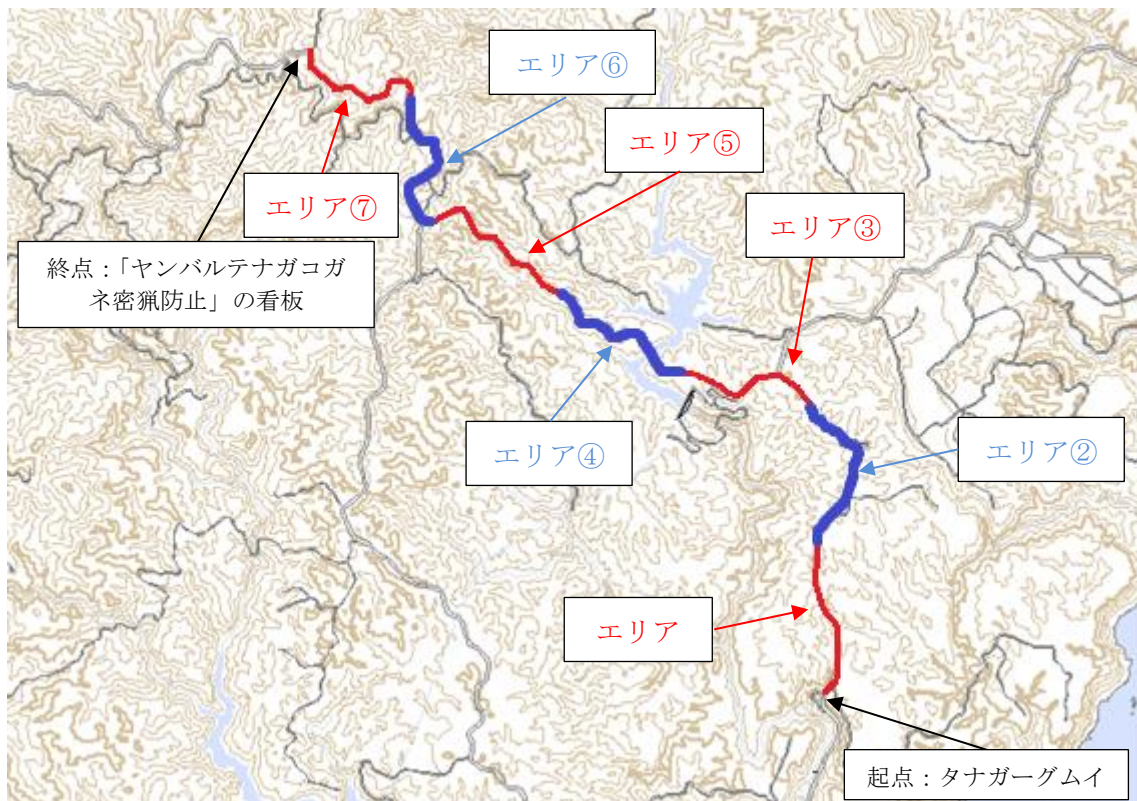 エリア⑥
エリア⑤
エリア⑦
エリア③
終点：「ヤンバルテナガコガ
ネ密猟防止」の看板
エリア④
エリア②
エリア
起点：タナガーグムイ